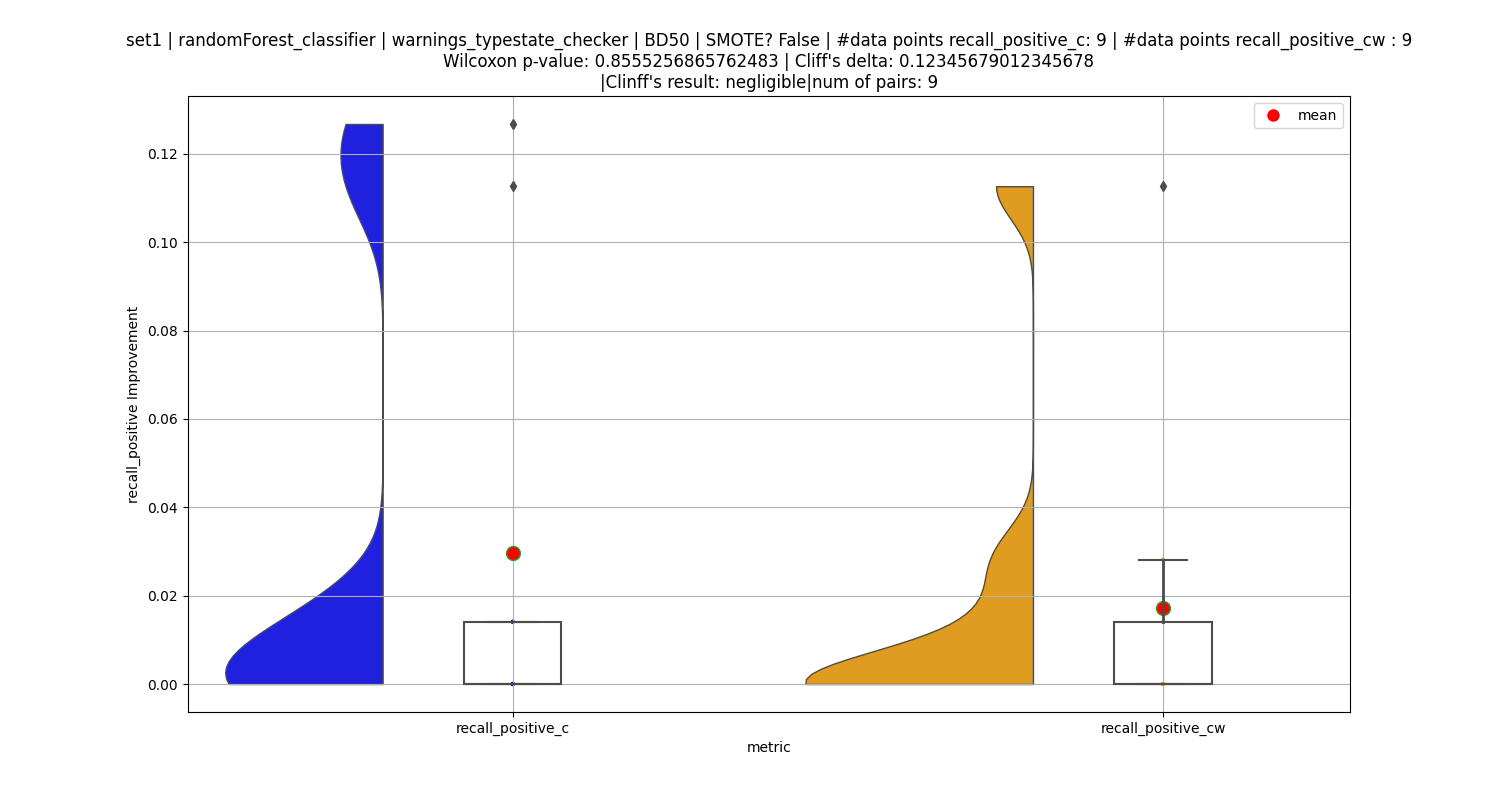 set1 | randomForest_classifier | warnings_typestate_checker | BD50 | SMOTE? False | #data points recall_positive_c: 9 | #data points recall_positive_cw : 9
Wilcoxon p-value: 0.8555256865762483 | Cliff's delta: 0.12345679012345678
|Clinff's result: negligible|num of pairs: 9
mean
0.12
0.10
0.08
0.06
0.04
0.02
0.00
recall_positive Improvement
recall_positive_c
recall_positive_cw
metric